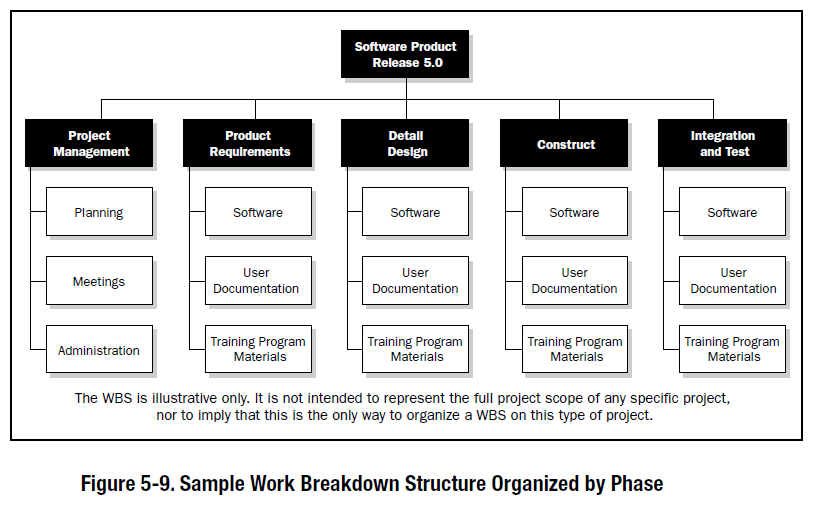 Software Product
Release 5.0
Project
Management
Product
Requirements
Detail
Design
Construct
Integration
and Test
Planning
Software
Software
Software
Software
Meetings
User
Documentation
User
Documentation
User
Documentation
User
Documentation
Administration
Training Program
Materials
Training Program
Materials
Training Program
Materials
Training Program
Materials
The WBS is illustrative only. It is not intended to represent the full project scope of any specific project,
nor to imply that this is the only way to organize a WBS on this type of project.
Figure 5-9. Sample Work Breakdown Structure Organized by Phase